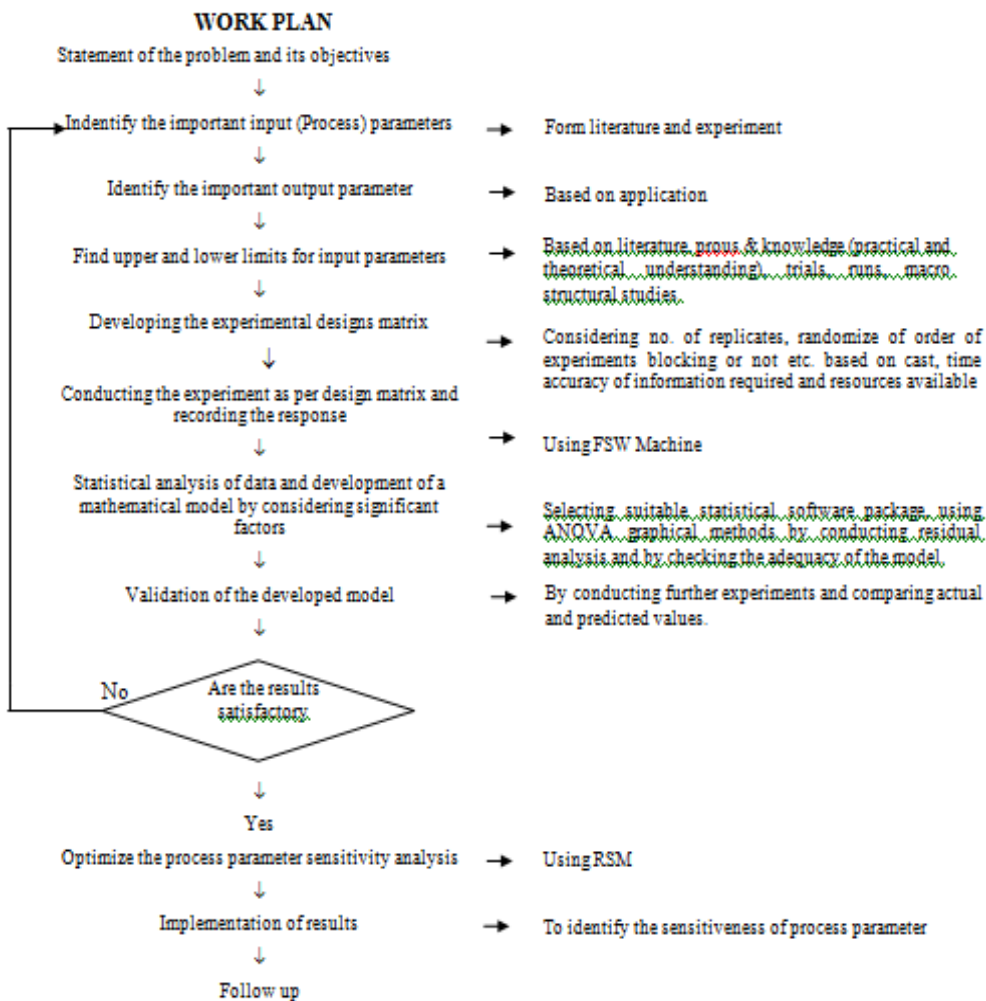 WORK PLAN
Statement of the problem and its objectives
↓
Indentify the important input (Process) parameters → Form literature and experiment
↓
Identify the important output parameter → Based on application
↓
Find upper and lower limits for input parameters → Based on literature, prous & knowledge (practical and
theoretical understanding), trials, runs, macro
structural studies.
↓
Developing the experimental designs matrix → Considering no. of replicates, randomize of order of
experiments blocking or not etc. based on cast, time
accuracy of information required and resources available
↓
Conducting the experiment as per design matrix and
recording the response → Using FSW Machine
↓
Statistical analysis of data and development of a
mathematical model by considering significant
factors → Selecting suitable statistical software package, using
ANOVA graphical methods by conducting residual
analysis and by checking the adequacy of the model.
↓
Validation of the developed model → By conducting further experiments and comparing actual
and predicted values.
↓
No
Are the results
satisfactory
↓
Yes
Optimize the process parameter sensitivity analysis → Using RSM
↓
Implementation of results → To identify the sensitiveness of process parameter
↓
Follow up